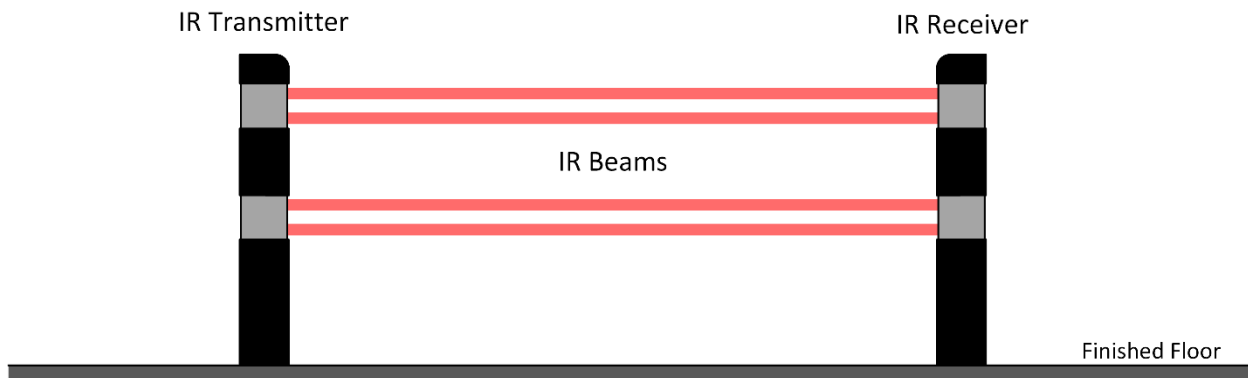 IR Transmitter
IR Receiver
IR Beams
Finished Floor